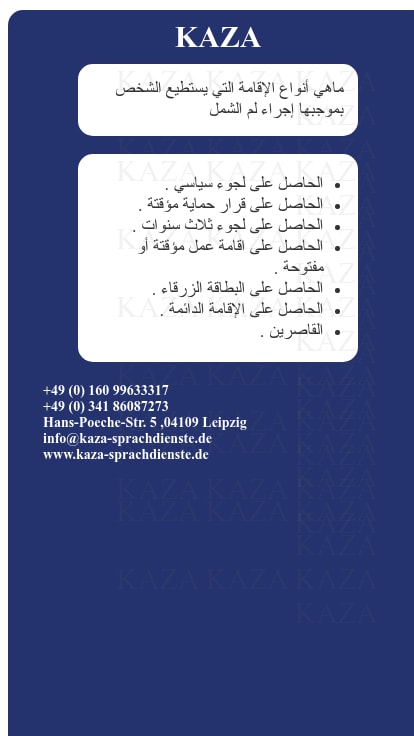 KAZA
ماهي أنواع الإقامة التي يستطيع الشخص
بموجبها إجراء لم الشمل
• الحاصل على لجوء سياسي .
• الحاصل على قرار حماية مؤقتة .
• الحاصل على لجوء ثلاث سنوات .
• الحاصل على اقامة عمل مؤقتة أو
مفتوحة .
• الحاصل على البطاقة الزرقاء .
• الحاصل على الإقامة الدائمة .
• القاصرين .
+49 (0) 160 99633317
+49 (0) 341 86087273
Hans-Poeche-Str. 5 ,04109 Leipzig
info@kaza-sprachdienste.de
www.kaza-sprachdienste.de